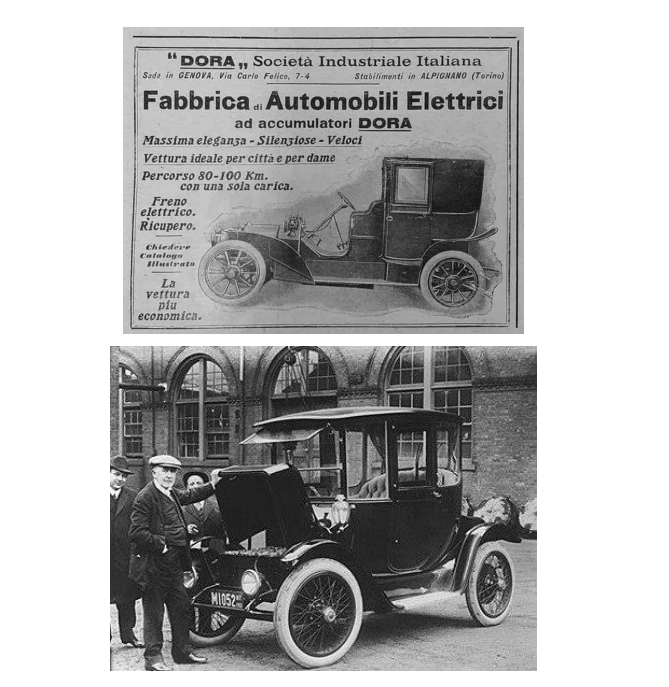 “DORA„ Società Industriale Italiana
Sede in GENOVA, Via Carlo Felice, 7-4 Stabilimenti in ALPIGNANO (Torino)
Fabbrica di Automobili Elettrici
ad accumulatori DORA
Massima eleganza - Silenziose - Veloci
Vettura ideale per città e per dame
Percorso 80-100 Km.
con una sola carica.
Freno
elettrico.
Ricupero.
Chiedere
Catalogo
Illustrato
La
vettura
più
economica.
M1052